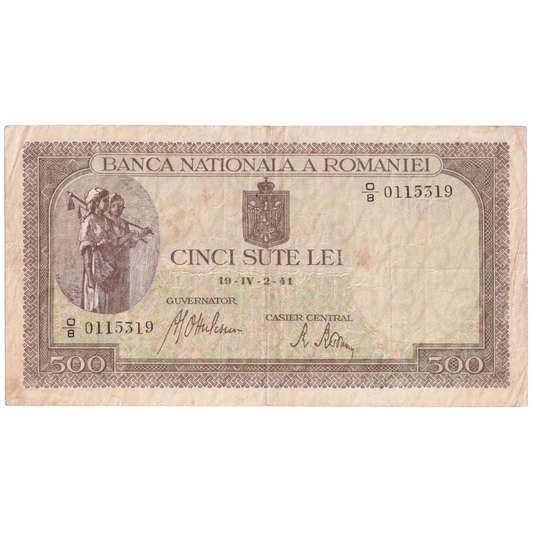 BANCA NATIONALA A ROMANIEI
O/8 0115319
CINCI SUTE LEI
19-IV-2-41
GUVERNATOR
CASIER CENTRAL
O/8 0115319
500
500